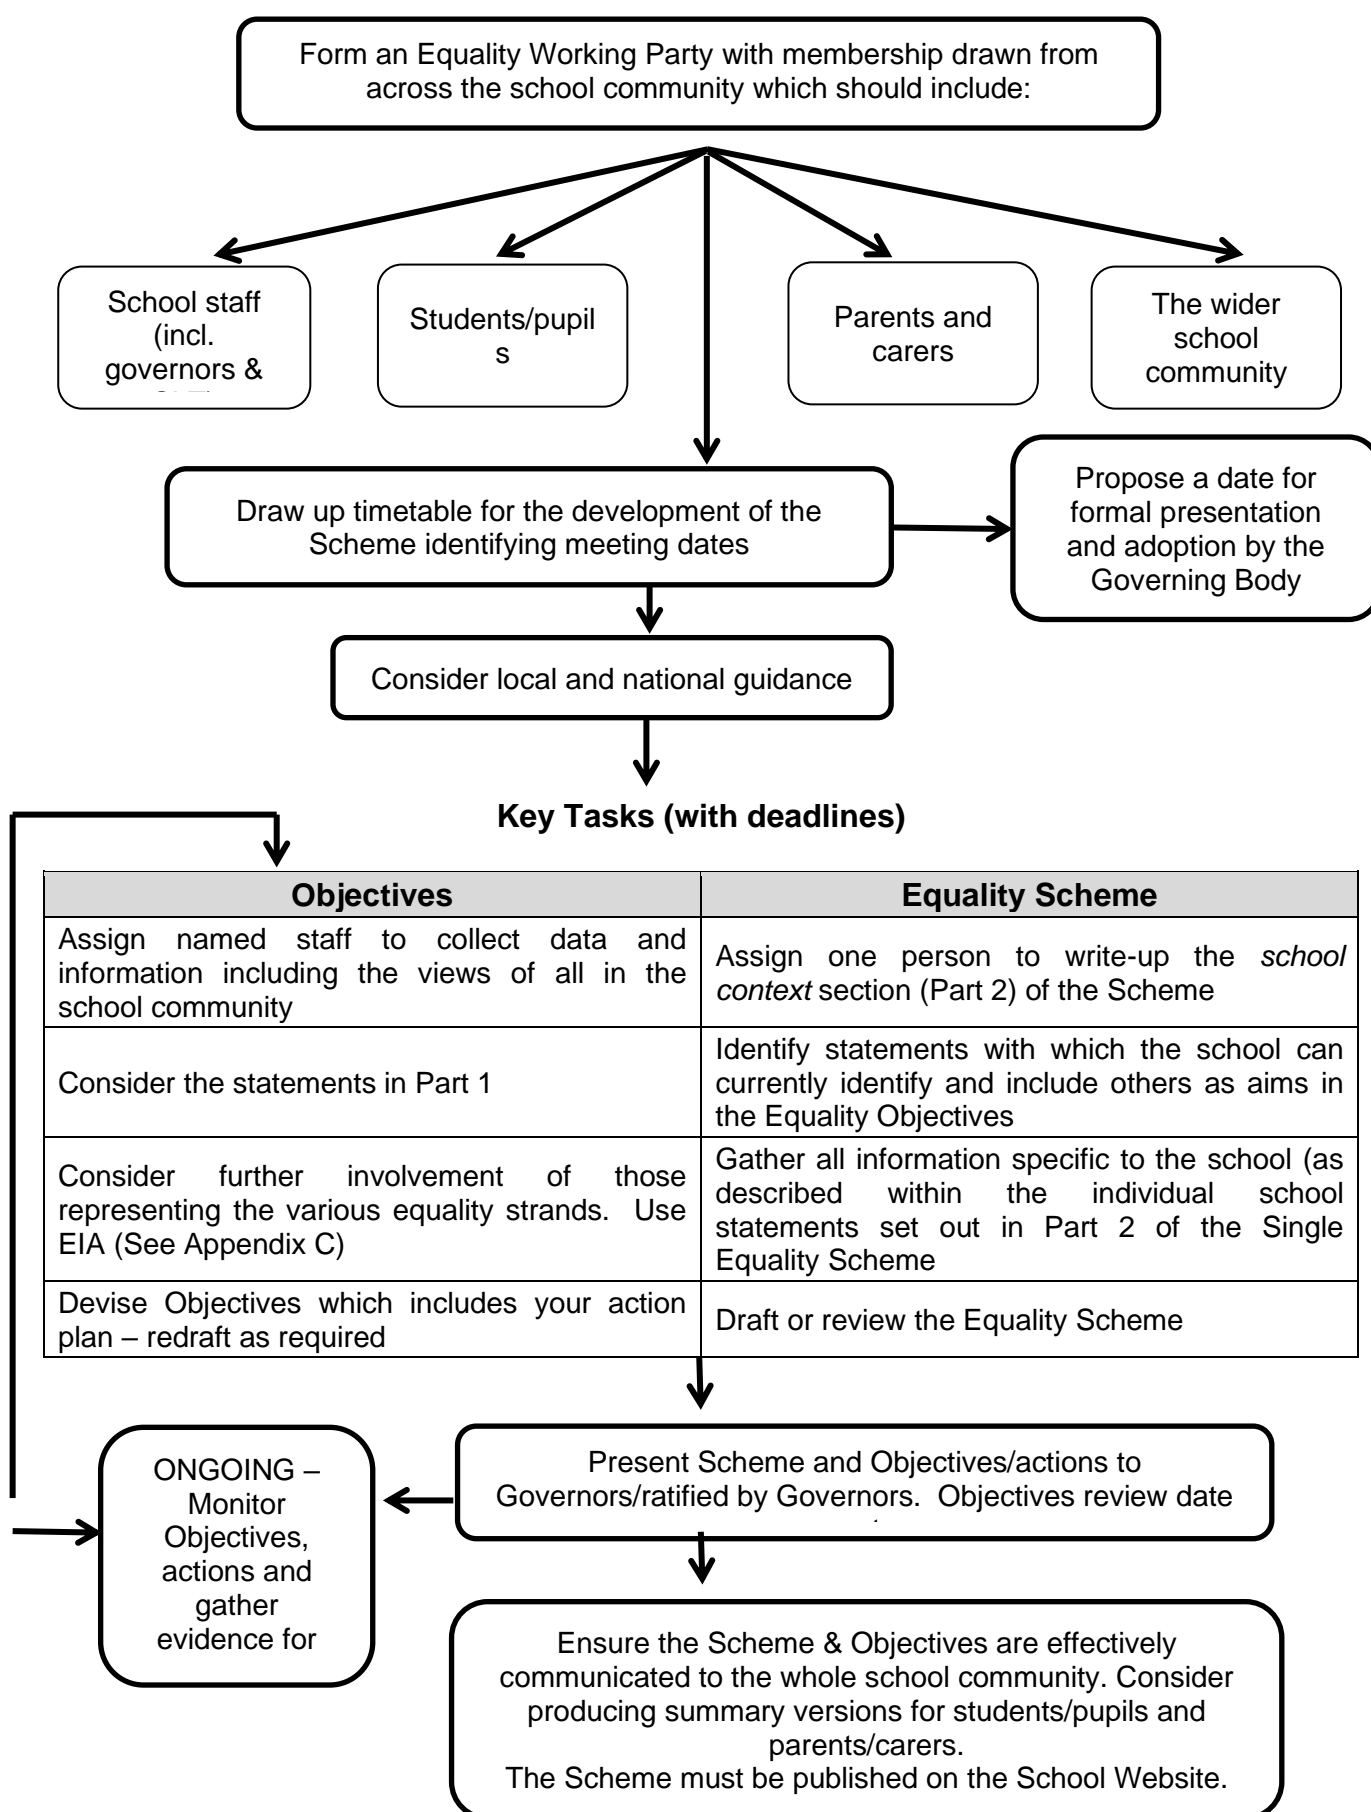 Form an Equality Working Party with membership drawn from
across the school community which should include:
School staff
(incl.
governors &
Students/pupil
s
Parents and
carers
The wider
school
community
Draw up timetable for the development of the
Scheme identifying meeting dates
Propose a date for
formal presentation
and adoption by the
Governing Body
Consider local and national guidance
Key Tasks (with deadlines)
Objectives
Equality Scheme
Assign named staff to collect data and
information including the views of all in the
school community
Assign one person to write-up the school
context section (Part 2) of the Scheme
Consider the statements in Part 1
Identify statements with which the school can
currently identify and include others as aims in
the Equality Objectives
Consider further involvement of those
representing the various equality strands. Use
EIA (See Appendix C)
Gather all information specific to the school (as
described within the individual school
statements set out in Part 2 of the Single
Equality Scheme
Devise Objectives which includes your action
plan – redraft as required
Draft or review the Equality Scheme
ONGOING –
Monitor
Objectives,
actions and
gather
evidence for
Present Scheme and Objectives/actions to
Governors/ratified by Governors. Objectives review date
Ensure the Scheme & Objectives are effectively
communicated to the whole school community. Consider
producing summary versions for students/pupils and
parents/carers.
The Scheme must be published on the School Website.